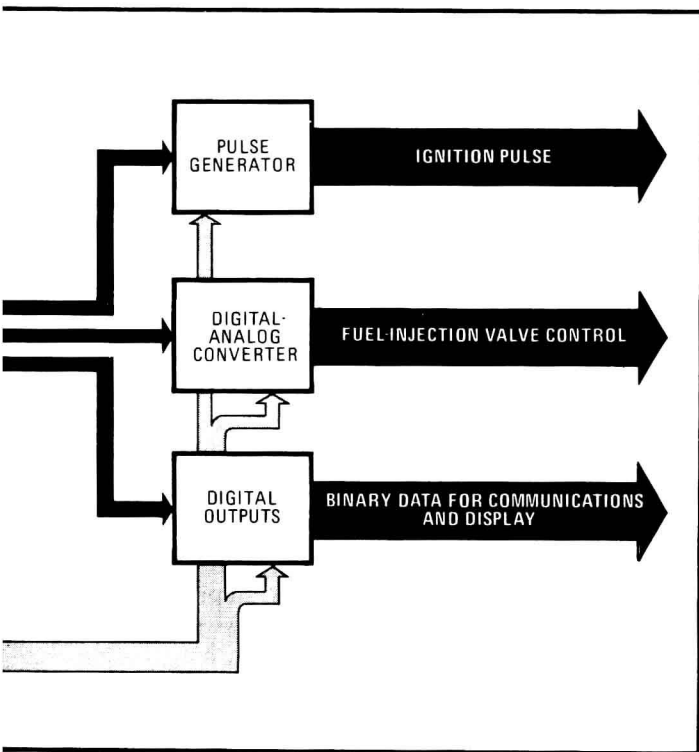 PULSE
GENERATOR
IGNITION PULSE
DIGITAL-
ANALOG
CONVERTER
FUEL-INJECTION VALVE CONTROL
DIGITAL
OUTPUTS
BINARY DATA FOR COMMUNICATIONS
AND DISPLAY